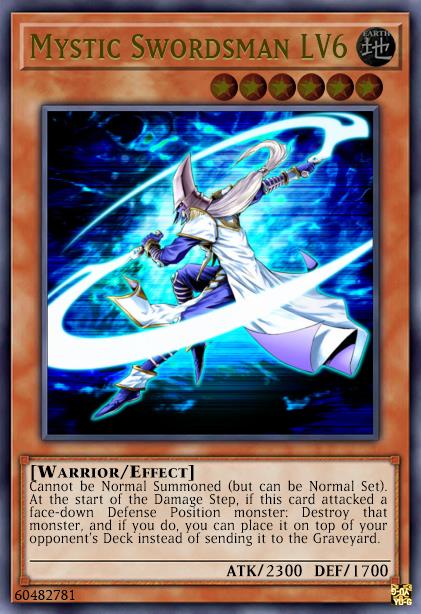 MYSTIC SWORDSMAN LV6
EARTH
地
[WARRIOR/EFFECT]
Cannot be Normal Summoned (but can be Normal Set).
At the start of the Damage Step, if this card attacked a
face-down Defense Position monster: Destroy that
monster, and if you do, you can place it on top of your
opponent's Deck instead of sending it to the Graveyard.
ATK/2300 DEF/1700
60482781